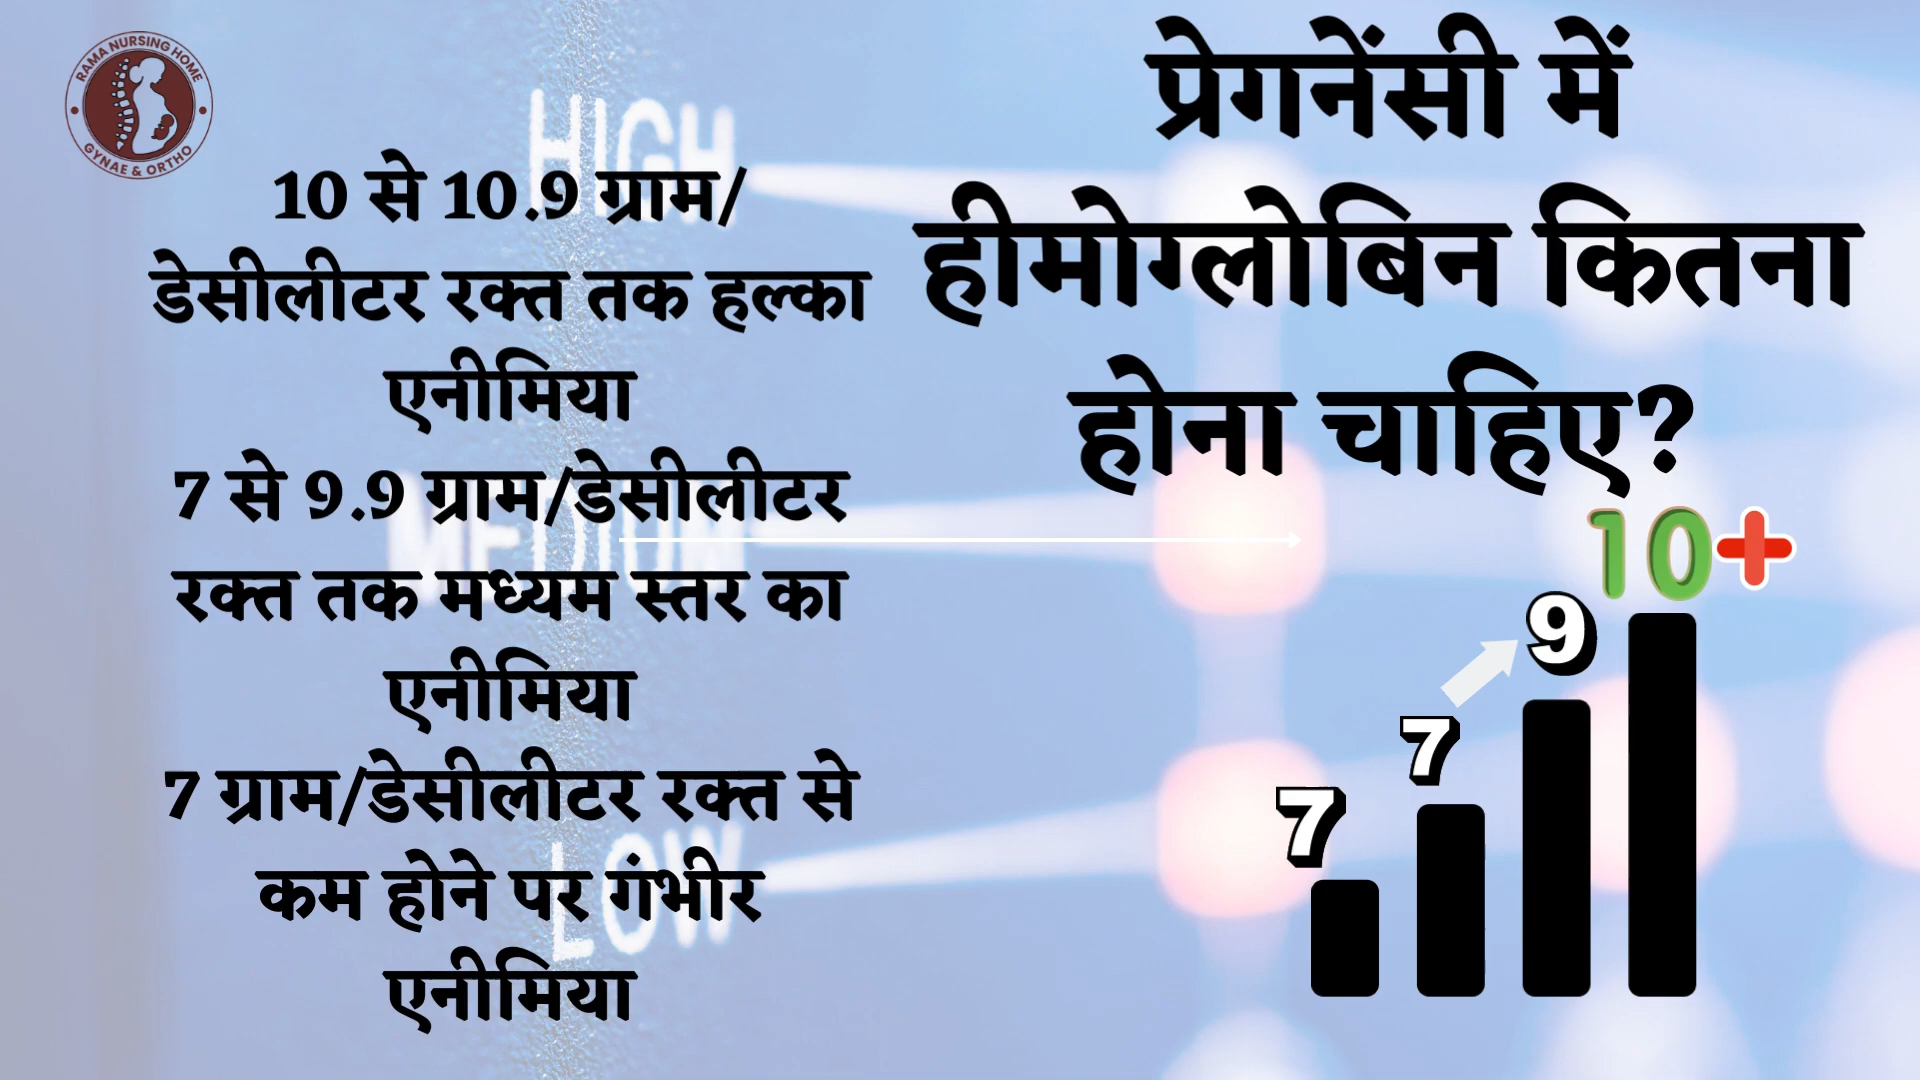 RAMA NURSING HOME
GYNAE & ORTHO
प्रेगनेंसी में
हीमोग्लोबिन कितना
होना चाहिए?
10 से 10.9 ग्राम/
डेसीलीटर रक्त तक हल्का
एनीमिया
7 से 9.9 ग्राम/डेसीलीटर
रक्त तक मध्यम स्तर का
एनीमिया
7 ग्राम/डेसीलीटर रक्त से
कम होने पर गंभीर
एनीमिया
HIGH
MEDIUM
LOW
7
7
9
10+